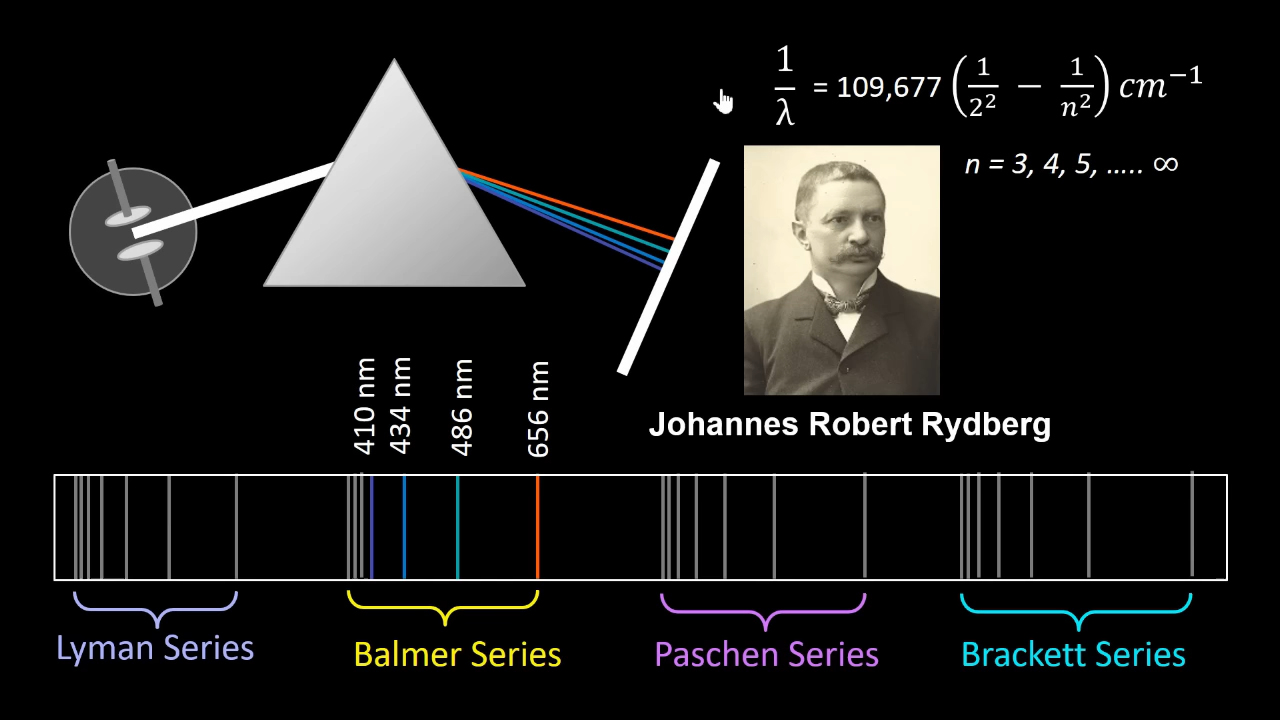 1/λ = 109,677 (1/2² − 1/n²) cm⁻¹
n = 3, 4, 5, ..... ∞
410 nm
434 nm
486 nm
656 nm
Johannes Robert Rydberg
Lyman Series
Balmer Series
Paschen Series
Brackett Series